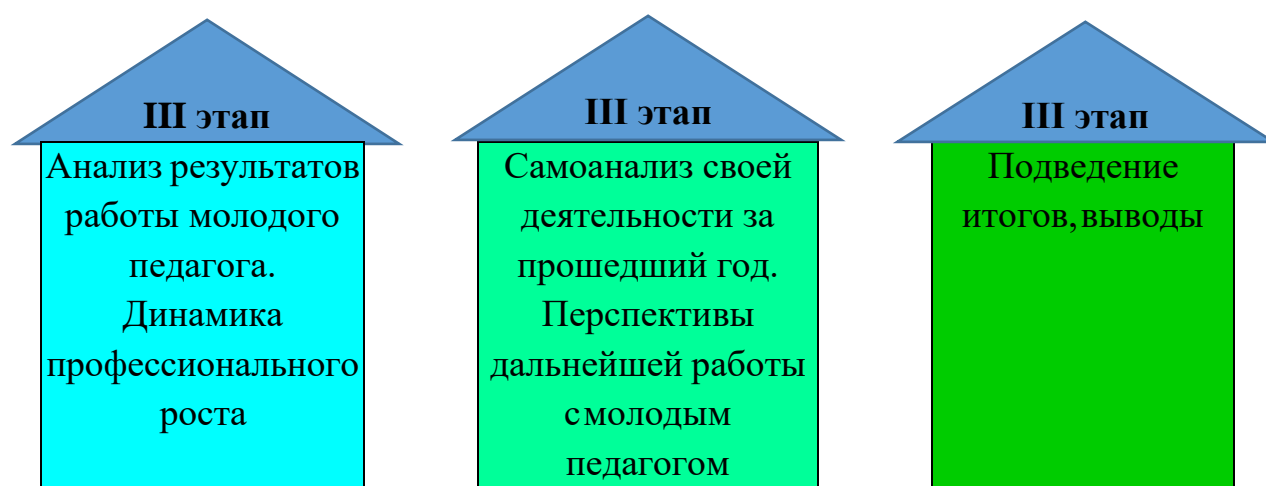 III этап
Анализ результатов
работы молодого
педагога.
Динамика
профессионального
роста
III этап
Самоанализ своей
деятельности за
прошедший год.
Перспективы
дальнейшей работы
с молодым
педагогом
III этап
Подведение
итогов, выводы